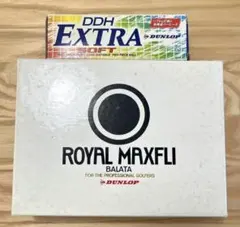 DDH
EXTRA
SOFT
DUNLOP
ROYAL MAXFLI
BALATA
FOR THE PROFESSIONAL GOLFERS
DUNLOP